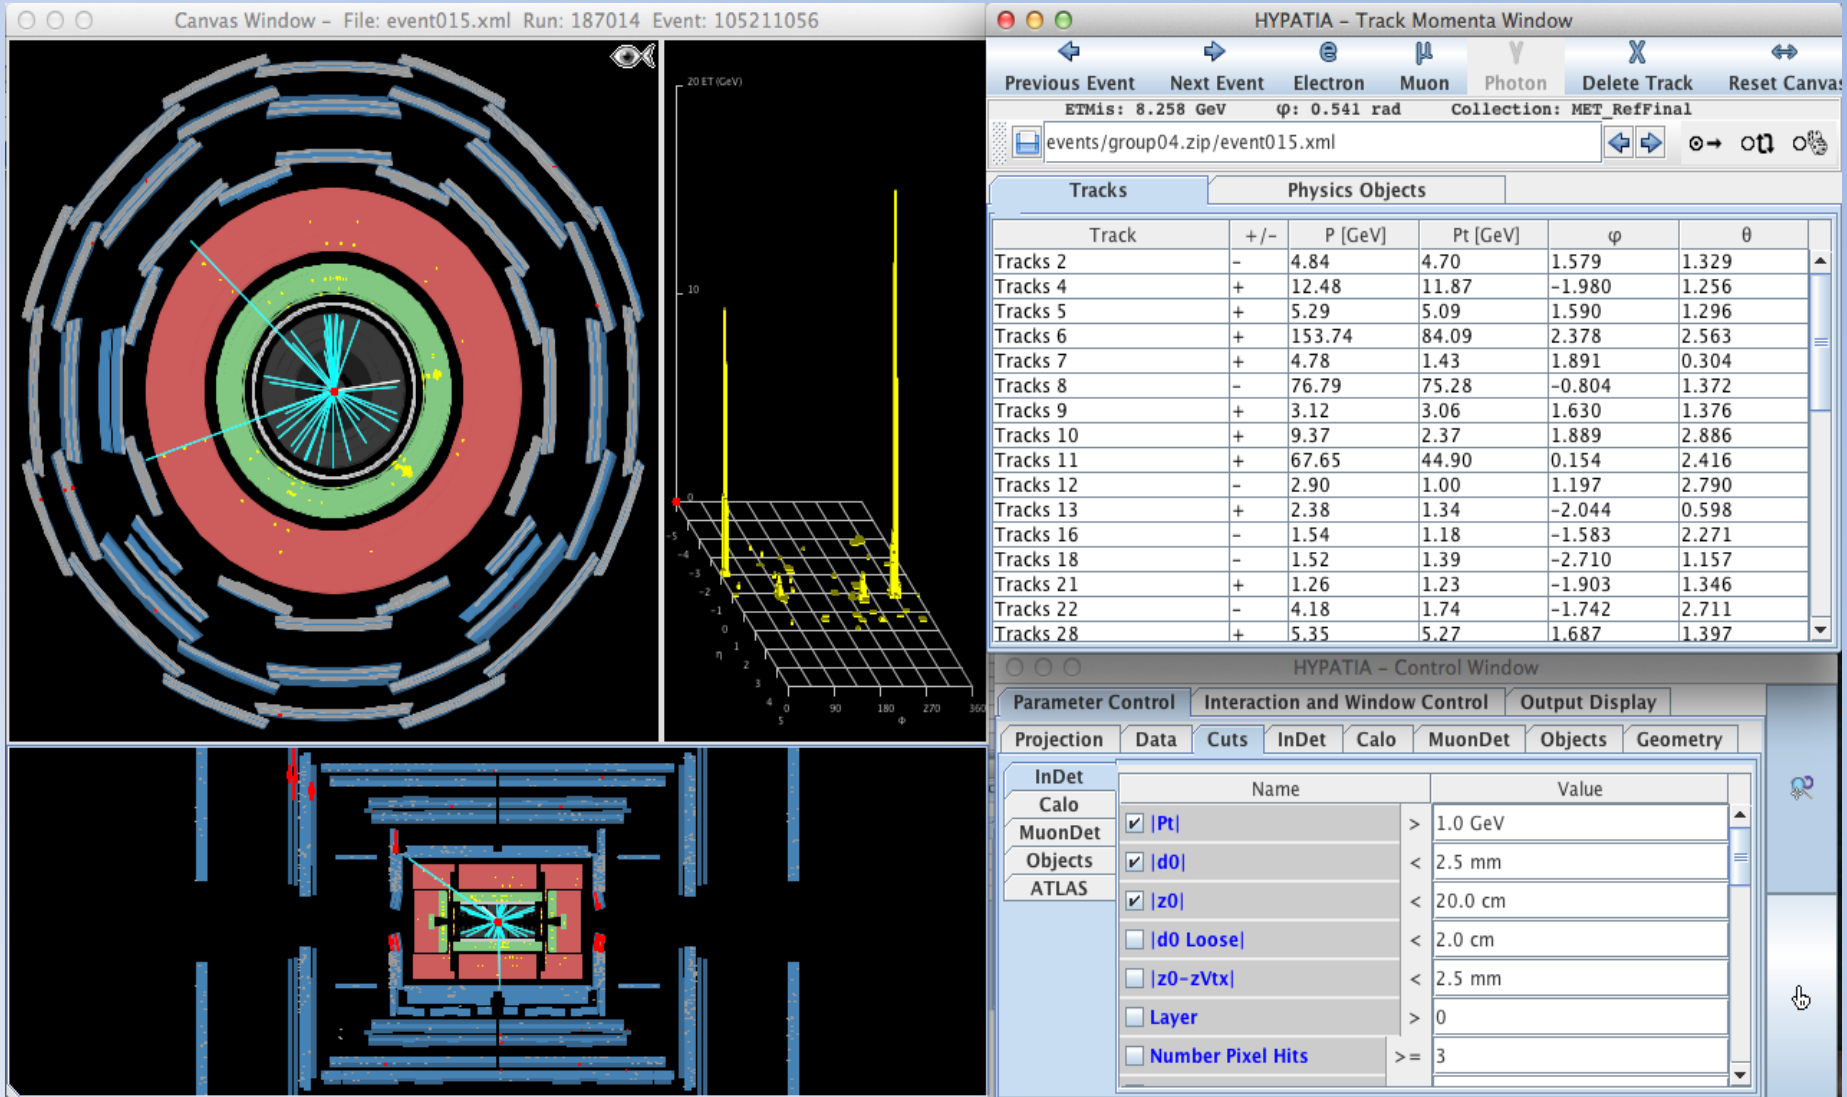 Canvas Window - File: event015.xml Run: 187014 Event: 105211056
20 ET (GeV)
10
0
-5
-4
-3
-2
-1
0
1
2
3
4
5
η
0 90 180 270 360
Φ
HYPATIA - Track Momenta Window
Previous Event Next Event Electron Muon Photon Delete Track Reset Canvas
ETMis: 8.258 GeV φ: 0.541 rad Collection: MET_RefFinal
events/group04.zip/event015.xml
Tracks Physics Objects
Track +/- P [GeV] Pt [GeV] φ θ
Tracks 2 - 4.84 4.70 1.579 1.329
Tracks 4 + 12.48 11.87 -1.980 1.256
Tracks 5 + 5.29 5.09 1.590 1.296
Tracks 6 + 153.74 84.09 2.378 2.563
Tracks 7 + 4.78 1.43 1.891 0.304
Tracks 8 - 76.79 75.28 -0.804 1.372
Tracks 9 + 3.12 3.06 1.630 1.376
Tracks 10 + 9.37 2.37 1.889 2.886
Tracks 11 + 67.65 44.90 0.154 2.416
Tracks 12 - 2.90 1.00 1.197 2.790
Tracks 13 + 2.38 1.34 -2.044 0.598
Tracks 16 - 1.54 1.18 -1.583 2.271
Tracks 18 - 1.52 1.39 -2.710 1.157
Tracks 21 + 1.26 1.23 -1.903 1.346
Tracks 22 - 4.18 1.74 -1.742 2.711
Tracks 28 + 5.35 5.27 1.687 1.397
HYPATIA - Control Window
Parameter Control Interaction and Window Control Output Display
Projection Data Cuts InDet Calo MuonDet Objects Geometry
InDet
Calo
MuonDet
Objects
ATLAS
Name Value
|Pt| > 1.0 GeV
|d0| < 2.5 mm
|z0| < 20.0 cm
|d0 Loose| < 2.0 cm
|z0-zVtx| < 2.5 mm
Layer > 0
Number Pixel Hits >= 3